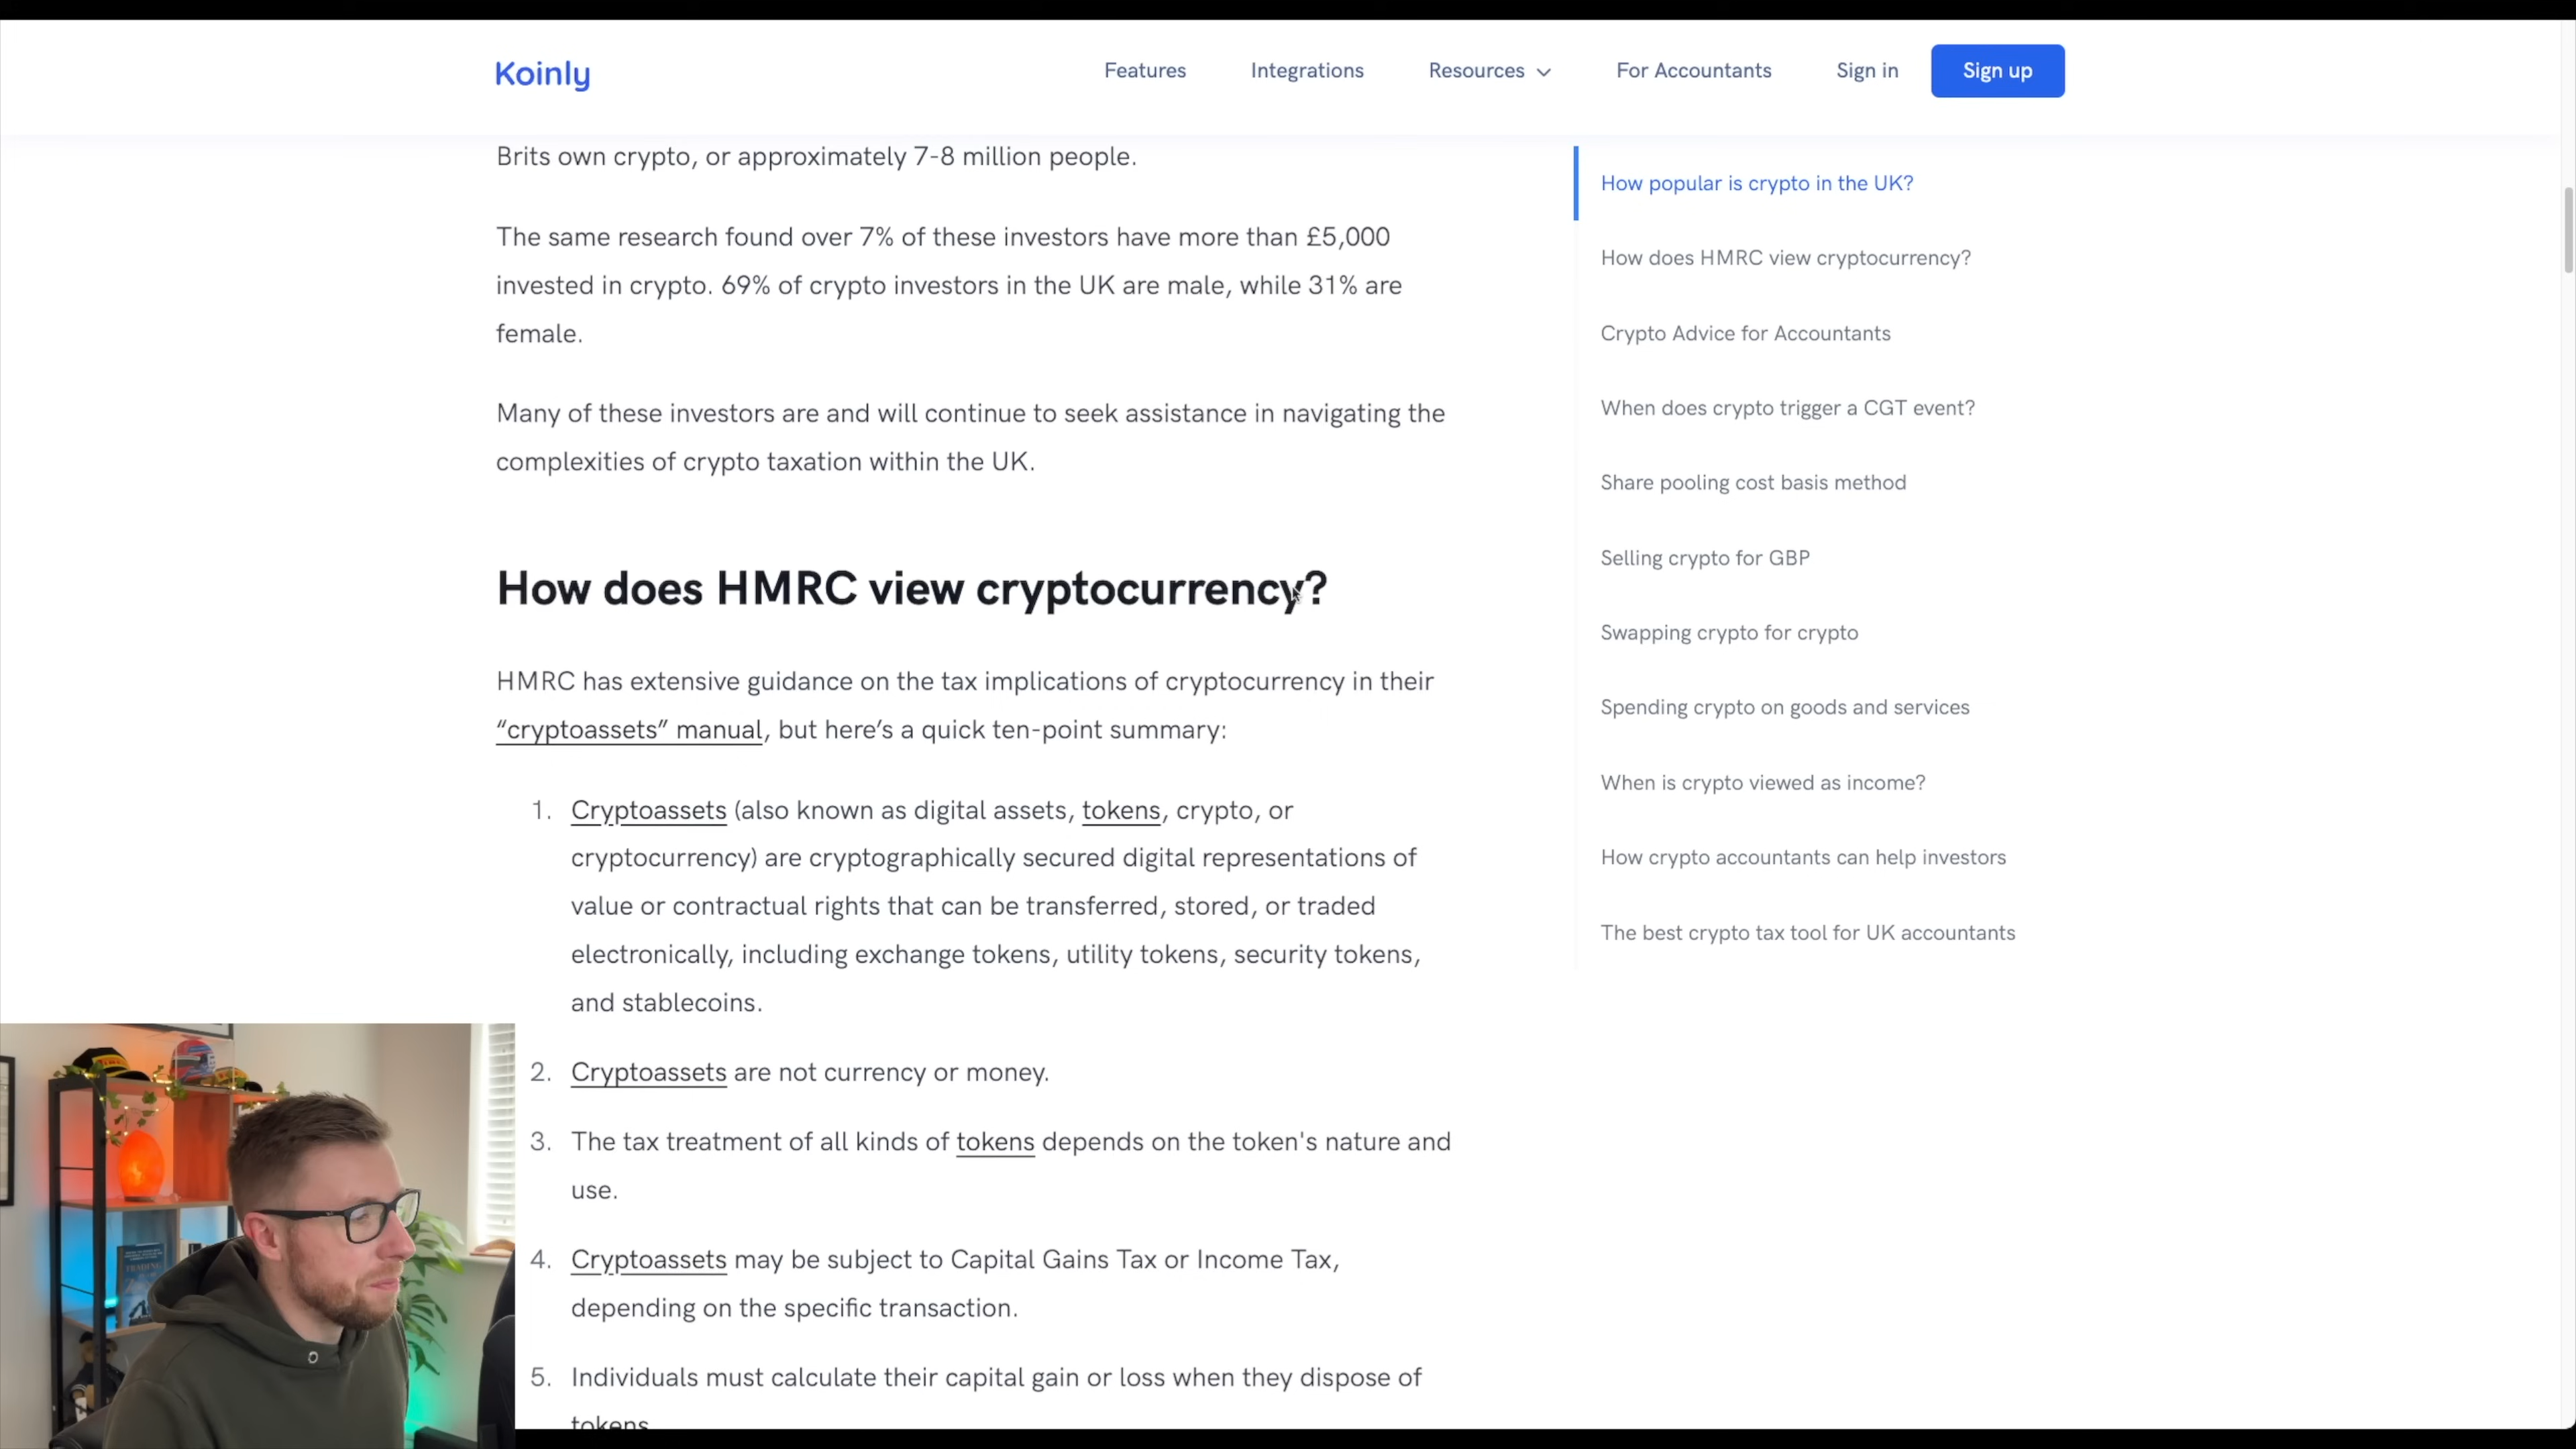 Koinly
Features
Integrations
Resources
For Accountants
Sign in
Sign up
Brits own crypto, or approximately 7-8 million people.
The same research found over 7% of these investors have more than £5,000
invested in crypto. 69% of crypto investors in the UK are male, while 31% are
female.
Many of these investors are and will continue to seek assistance in navigating the
complexities of crypto taxation within the UK.
How does HMRC view cryptocurrency?
HMRC has extensive guidance on the tax implications of cryptocurrency in their
“cryptoassets” manual, but here’s a quick ten-point summary:
1. Cryptoassets (also known as digital assets, tokens, crypto, or
cryptocurrency) are cryptographically secured digital representations of
value or contractual rights that can be transferred, stored, or traded
electronically, including exchange tokens, utility tokens, security tokens,
and stablecoins.
2. Cryptoassets are not currency or money.
3. The tax treatment of all kinds of tokens depends on the token's nature and
use.
4. Cryptoassets may be subject to Capital Gains Tax or Income Tax,
depending on the specific transaction.
5. Individuals must calculate their capital gain or loss when they dispose of
tokens.
How popular is crypto in the UK?
How does HMRC view cryptocurrency?
Crypto Advice for Accountants
When does crypto trigger a CGT event?
Share pooling cost basis method
Selling crypto for GBP
Swapping crypto for crypto
Spending crypto on goods and services
When is crypto viewed as income?
How crypto accountants can help investors
The best crypto tax tool for UK accountants
TRADING